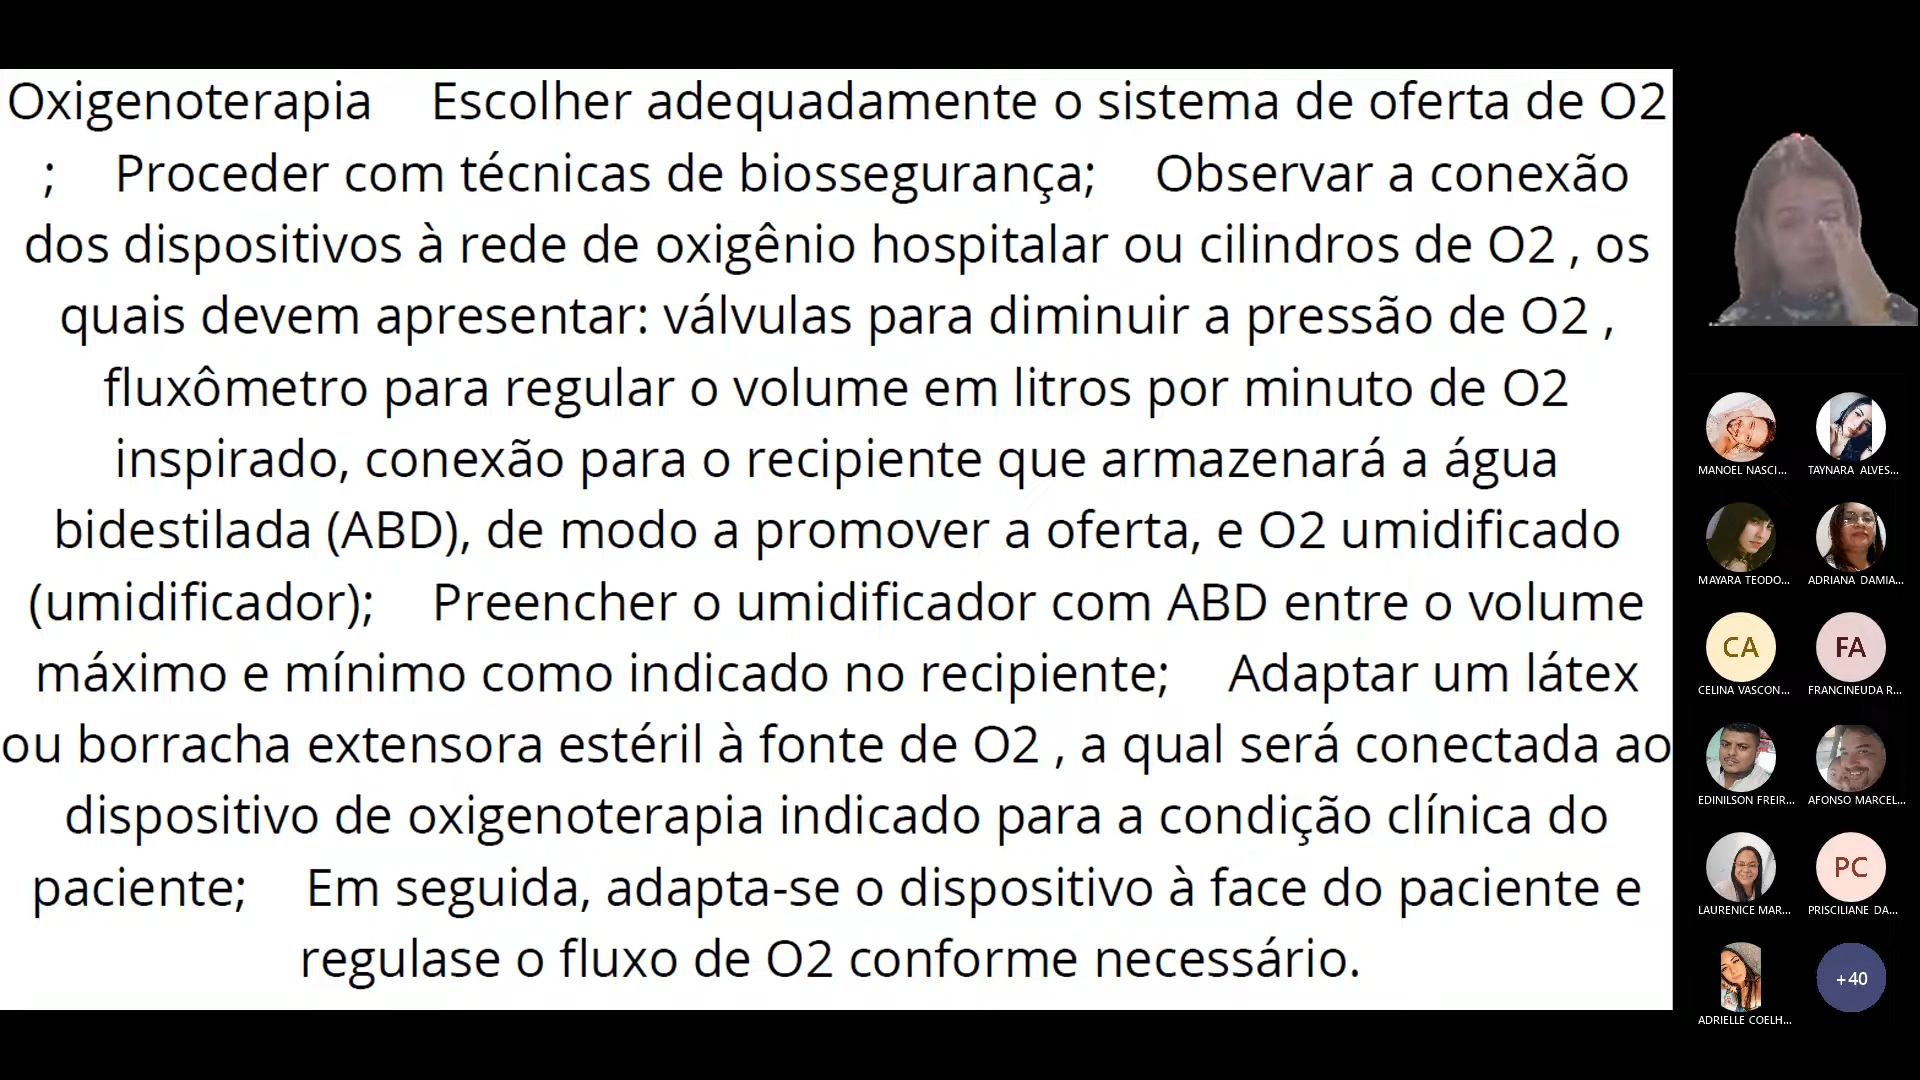 Oxigenoterapia Escolher adequadamente o sistema de oferta de O2
; Proceder com técnicas de biossegurança; Observar a conexão
dos dispositivos à rede de oxigênio hospitalar ou cilindros de O2 , os
quais devem apresentar: válvulas para diminuir a pressão de O2 ,
fluxômetro para regular o volume em litros por minuto de O2
inspirado, conexão para o recipiente que armazenará a água
bidestilada (ABD), de modo a promover a oferta, e O2 umidificado
(umidificador); Preencher o umidificador com ABD entre o volume
máximo e mínimo como indicado no recipiente; Adaptar um látex
ou borracha extensora estéril à fonte de O2 , a qual será conectada ao
dispositivo de oxigenoterapia indicado para a condição clínica do
paciente; Em seguida, adapta-se o dispositivo à face do paciente e
regulase o fluxo de O2 conforme necessário.
MANOEL NASCI...
TAYNARA ALVES...
MAYARA TEODO...
ADRIANA DAMIA...
CA
FA
CELINA VASCON...
FRANCINEUDA R...
EDINILSON FREIR...
AFONSO MARCEL...
PC
LAURENICE MAR...
PRISCILIANE DA...
+40
ADRIELLE COELH...